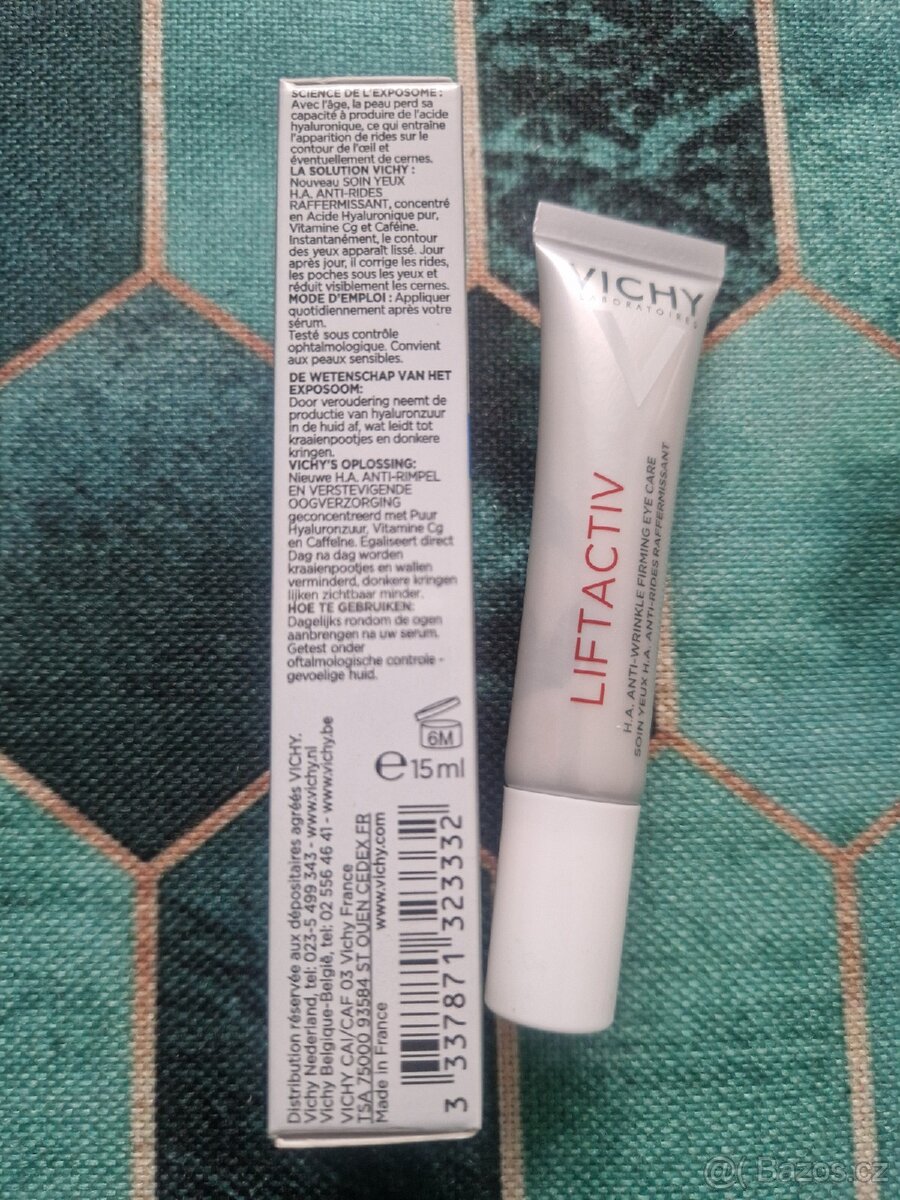 SCIENCE DE L'EXPOSOME :
Avec l'âge, la peau perd sa
capacité à produire de l'acide
hyaluronique, ce qui entraîne
l'apparition de rides sur le
contour de l'œil et
éventuellement de cernes.
LA SOLUTION VICHY :
Nouveau SOIN YEUX
H.A. ANTI-RIDES
RAFFERMISSANT, concentré
en Acide Hyaluronique pur,
Vitamine Cg et Caféine.
Instantanément, le contour
des yeux apparaît lissé. Jour
après jour, il corrige les rides,
les poches sous les yeux et
réduit visiblement les cernes.
MODE D'EMPLOI : Appliquer
quotidiennement après votre
sérum.
Testé sous contrôle
ophtalmologique. Convient
aux peaux sensibles.
DE WETENSCHAP VAN HET
EXPOSOOM:
Door veroudering neemt de
productie van hyaluronzuur
in de huid af, wat leidt tot
kraaienpootjes en donkere
kringen.
VICHY'S OPLOSSING:
Nieuwe H.A. ANTI-RIMPEL
EN VERSTEVIGENDE
OOGVERZORGING
geconcentreerd met Puur
Hyaluronzuur, Vitamine Cg
en Caffeïne. Egaliseert direct
Dag na dag worden
kraaienpootjes en wallen
verminderd, donkere kringen
lijken zichtbaar minder.
HOE TE GEBRUIKEN:
Dagelijks rondom de ogen
aanbrengen na uw serum.
Getest onder
oftalmologische controle -
gevoelige huid.
6M
e 15 ml
Distribution réservée aux dépositaires agréés VICHY.
Vichy Nederland, tel: 023-5 499 343 - www.vichy.nl
Vichy Belgique-België, tel: 02 556 46 41 - www.vichy.be
VICHY CAI/CAF 03 Vichy France
TSA 75000 93584 ST OUEN CEDEX FR
Made in France www.vichy.com
3 337871 323332
VICHY
LABORATOIRES
LIFTACTIV
H.A. ANTI-WRINKLE FIRMING EYE CARE
SOIN YEUX H.A. ANTI-RIDES RAFFERMISSANT
@( Bazos.cz